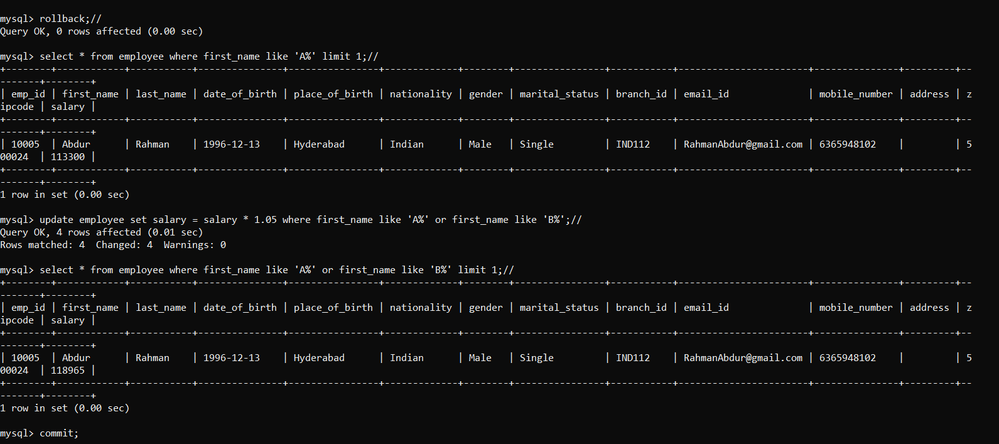 mysql> rollback;//
Query OK, 0 rows affected (0.00 sec)
mysql> select * from employee where first_name like 'A%' limit 1;//
+--------+------------+-----------+---------------+----------------+-------------+--------+----------------+-----------+-----------------------+---------------+---------+--
-------+--------+
| emp_id | first_name | last_name | date_of_birth | place_of_birth | nationality | gender | marital_status | branch_id | email_id              | mobile_number | address | z
ipcode | salary |
+--------+------------+-----------+---------------+----------------+-------------+--------+----------------+-----------+-----------------------+---------------+---------+--
-------+--------+
| 10005  | Abdur      | Rahman    | 1996-12-13    | Hyderabad      | Indian      | Male   | Single         | IND112    | RahmanAbdur@gmail.com | 6365948102    |         | 5
00024  | 113300 |
+--------+------------+-----------+---------------+----------------+-------------+--------+----------------+-----------+-----------------------+---------------+---------+--
-------+--------+
1 row in set (0.00 sec)
mysql> update employee set salary = salary * 1.05 where first_name like 'A%' or first_name like 'B%';//
Query OK, 4 rows affected (0.01 sec)
Rows matched: 4  Changed: 4  Warnings: 0
mysql> select * from employee where first_name like 'A%' or first_name like 'B%' limit 1;//
+--------+------------+-----------+---------------+----------------+-------------+--------+----------------+-----------+-----------------------+---------------+---------+--
-------+--------+
| emp_id | first_name | last_name | date_of_birth | place_of_birth | nationality | gender | marital_status | branch_id | email_id              | mobile_number | address | z
ipcode | salary |
+--------+------------+-----------+---------------+----------------+-------------+--------+----------------+-----------+-----------------------+---------------+---------+--
-------+--------+
| 10005  | Abdur      | Rahman    | 1996-12-13    | Hyderabad      | Indian      | Male   | Single         | IND112    | RahmanAbdur@gmail.com | 6365948102    |         | 5
00024  | 118965 |
+--------+------------+-----------+---------------+----------------+-------------+--------+----------------+-----------+-----------------------+---------------+---------+--
-------+--------+
1 row in set (0.00 sec)
mysql> commit;